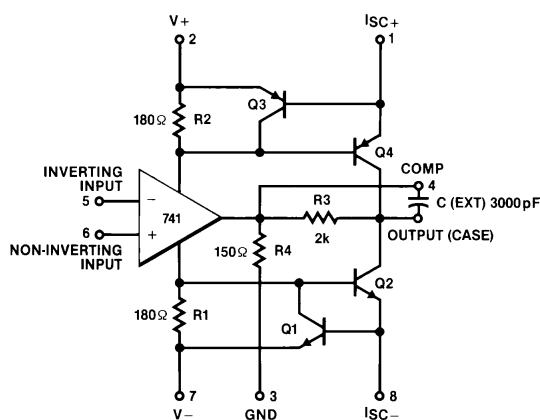 V+
2
ISC+
1
Q3
180Ω
R2
Q4
COMP
4
INVERTING
INPUT
5
−
741
R3
C (EXT) 3000pF
6
+
2k
OUTPUT (CASE)
NON-INVERTING
INPUT
150Ω
R4
Q2
180Ω
R1
Q1
7
V−
3
GND
8
ISC−